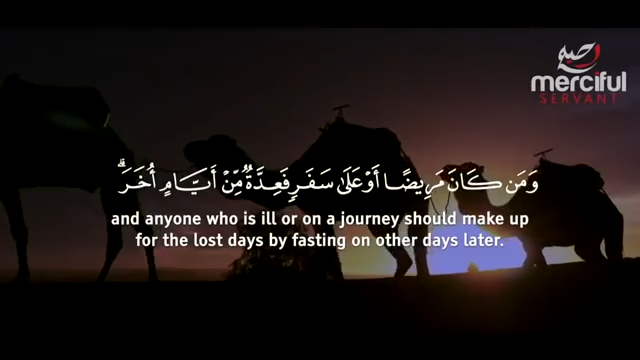 رحيم
merciful
SERVANT
وَمَن كَانَ مَرِيضًا أَوْ عَلَىٰ سَفَرٍ فَعِدَّةٌ مِّنْ أَيَّامٍ أُخَرَ ۗ
and anyone who is ill or on a journey should make up
for the lost days by fasting on other days later.